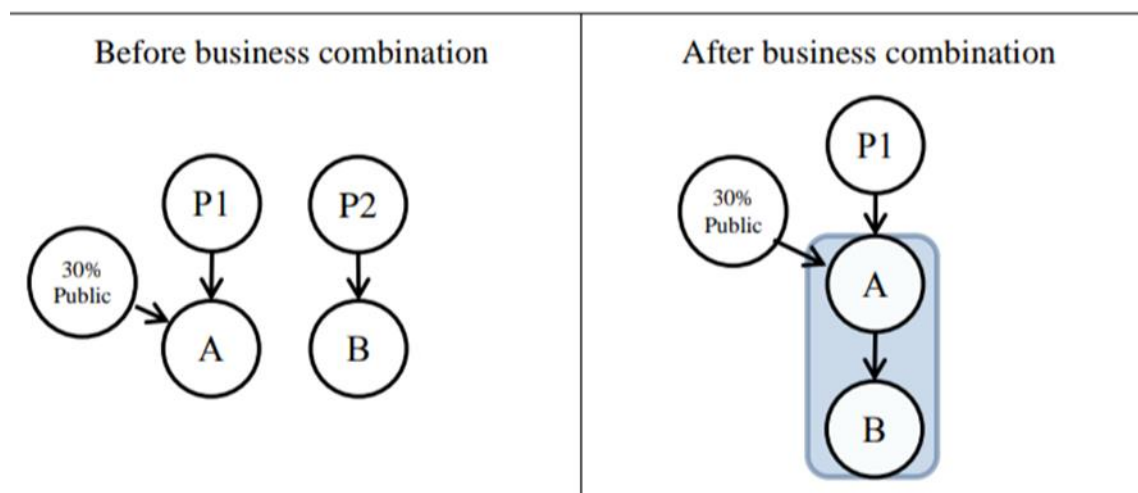 Before business combination
P1
P2
30%
Public
A
B
After business combination
P1
30%
Public
A
B